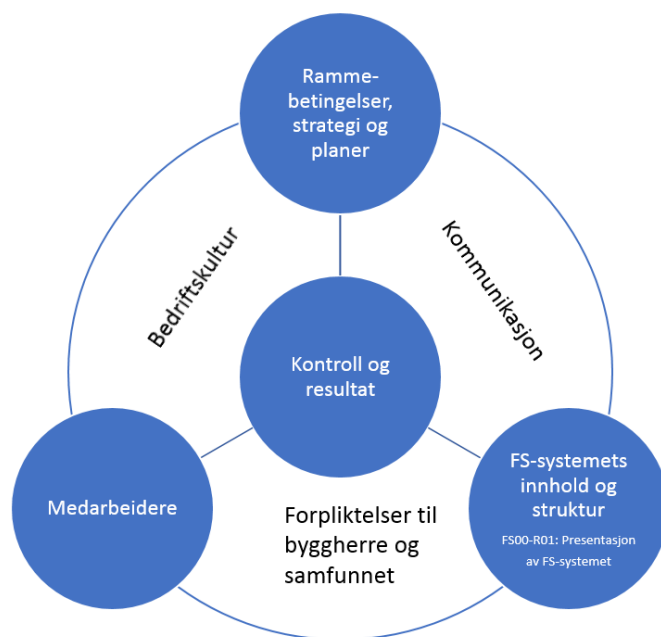 Ramme-
betingelser,
strategi og
planer
Bedriftskultur
Kommunikasjon
Kontroll og
resultat
Medarbeidere
FS-systemets
innhold og
struktur
FS00-R01: Presentasjon
av FS-systemet
Forpliktelser til
byggherre og
samfunnet